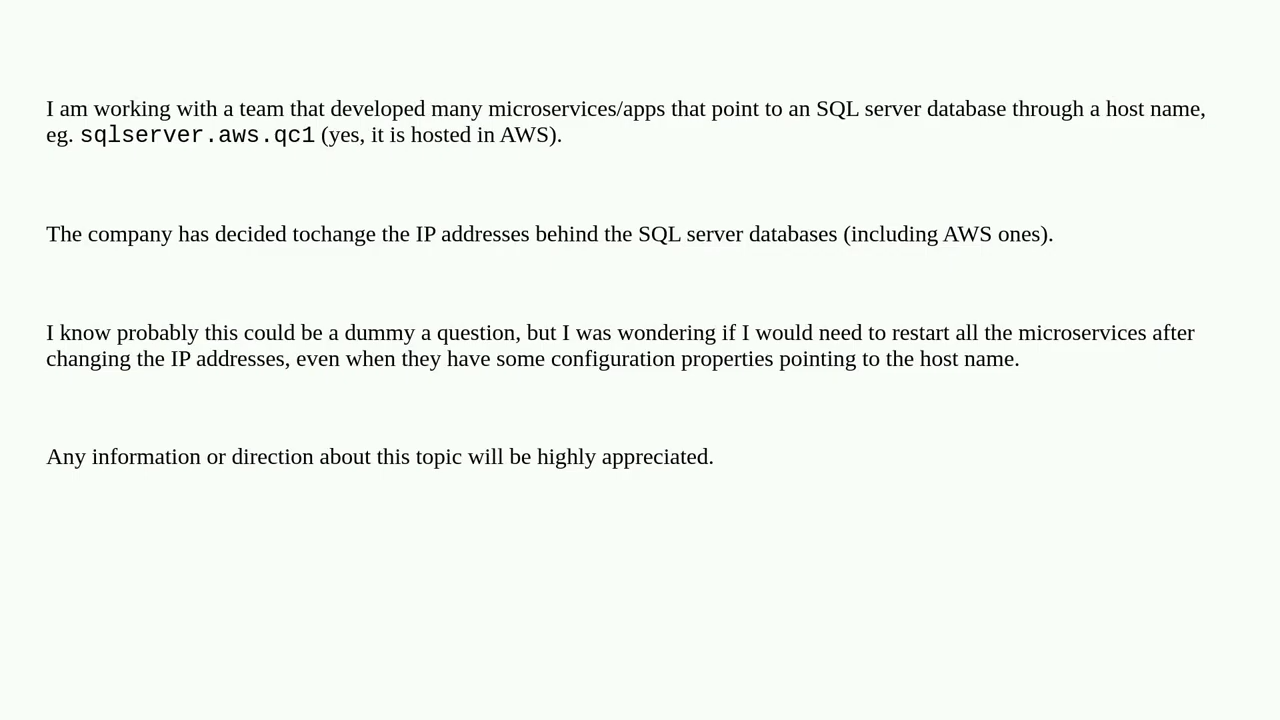 I am working with a team that developed many microservices/apps that point to an SQL server database through a host name,
eg. sqlserver.aws.qc1 (yes, it is hosted in AWS).
The company has decided tochange the IP addresses behind the SQL server databases (including AWS ones).
I know probably this could be a dummy a question, but I was wondering if I would need to restart all the microservices after
changing the IP addresses, even when they have some configuration properties pointing to the host name.
Any information or direction about this topic will be highly appreciated.